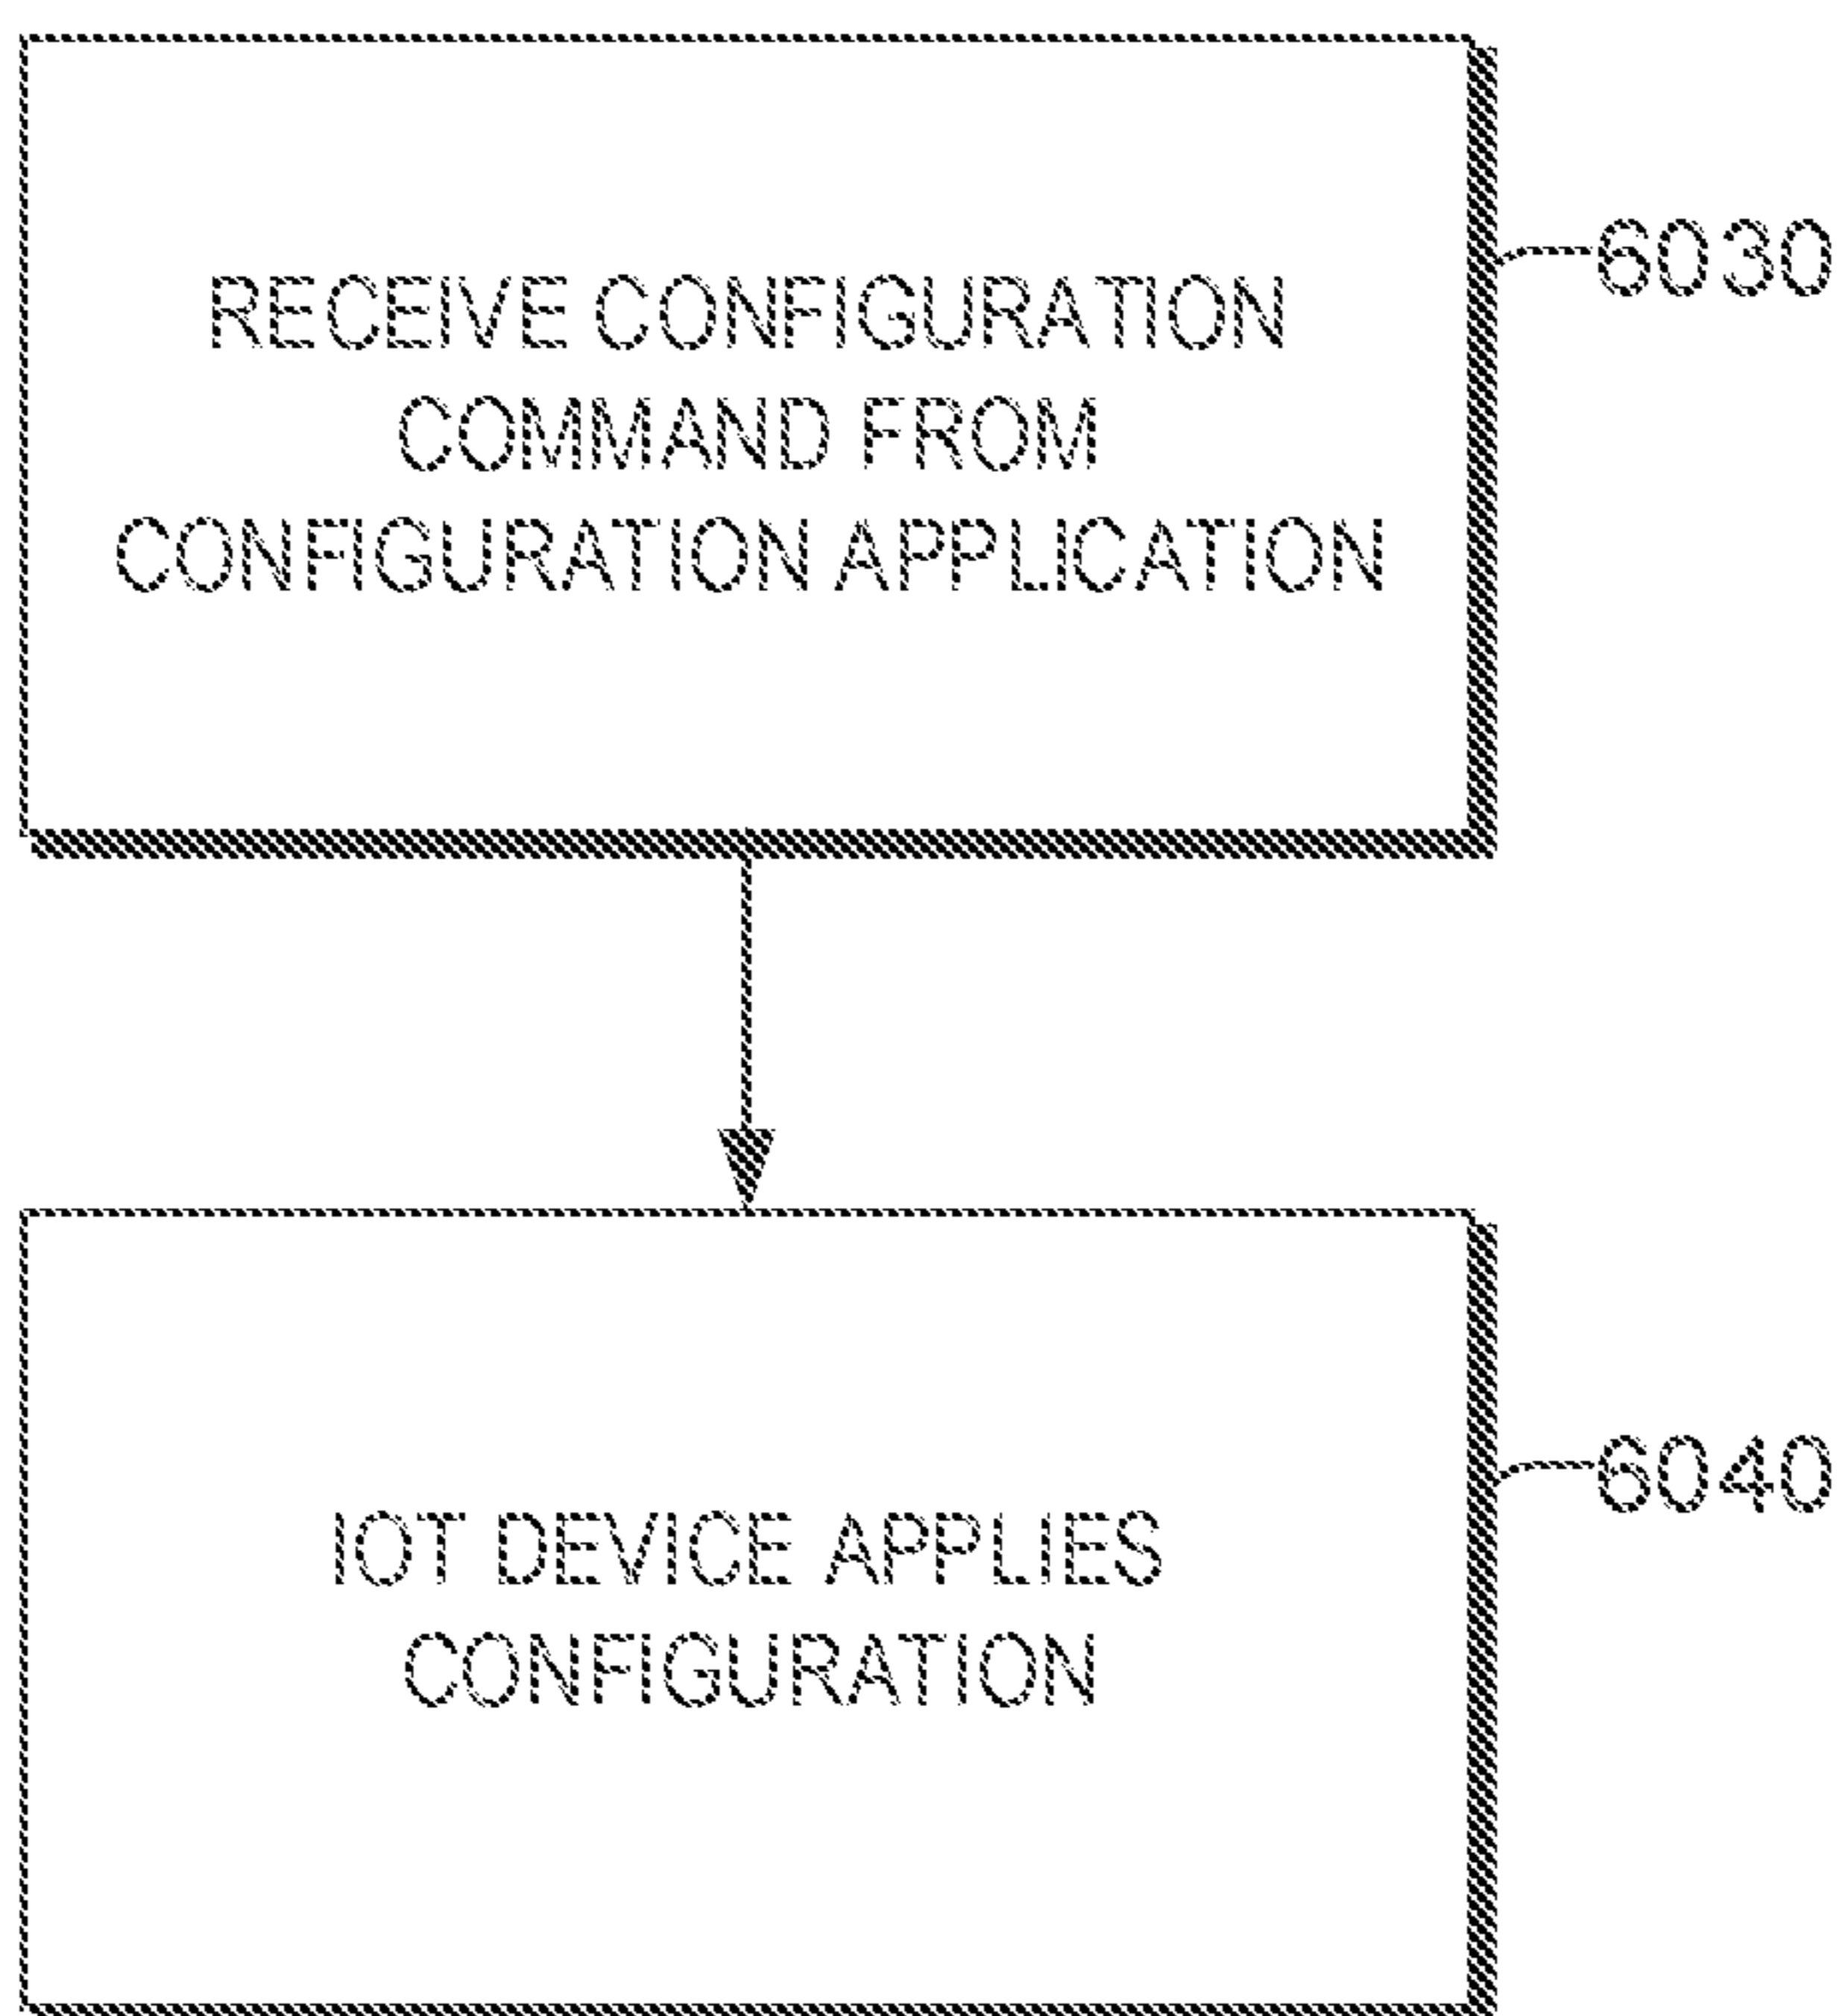 RECEIVE CONFIGURATION
COMMAND FROM
CONFIGURATION APPLICATION
6030
IOT DEVICE APPLIES
CONFIGURATION
6040